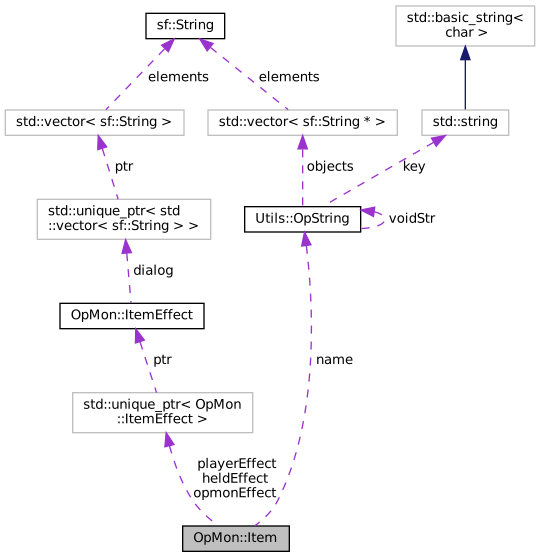 sf::String
std::basic_string<
char >
elements
elements
std::vector< sf::String >
std::vector< sf::String * >
std::string
ptr
objects
key
std::unique_ptr< std
::vector< sf::String > >
Utils::OpString
voidStr
dialog
OpMon::ItemEffect
ptr
name
std::unique_ptr< OpMon
::ItemEffect >
playerEffect
heldEffect
opmonEffect
OpMon::Item